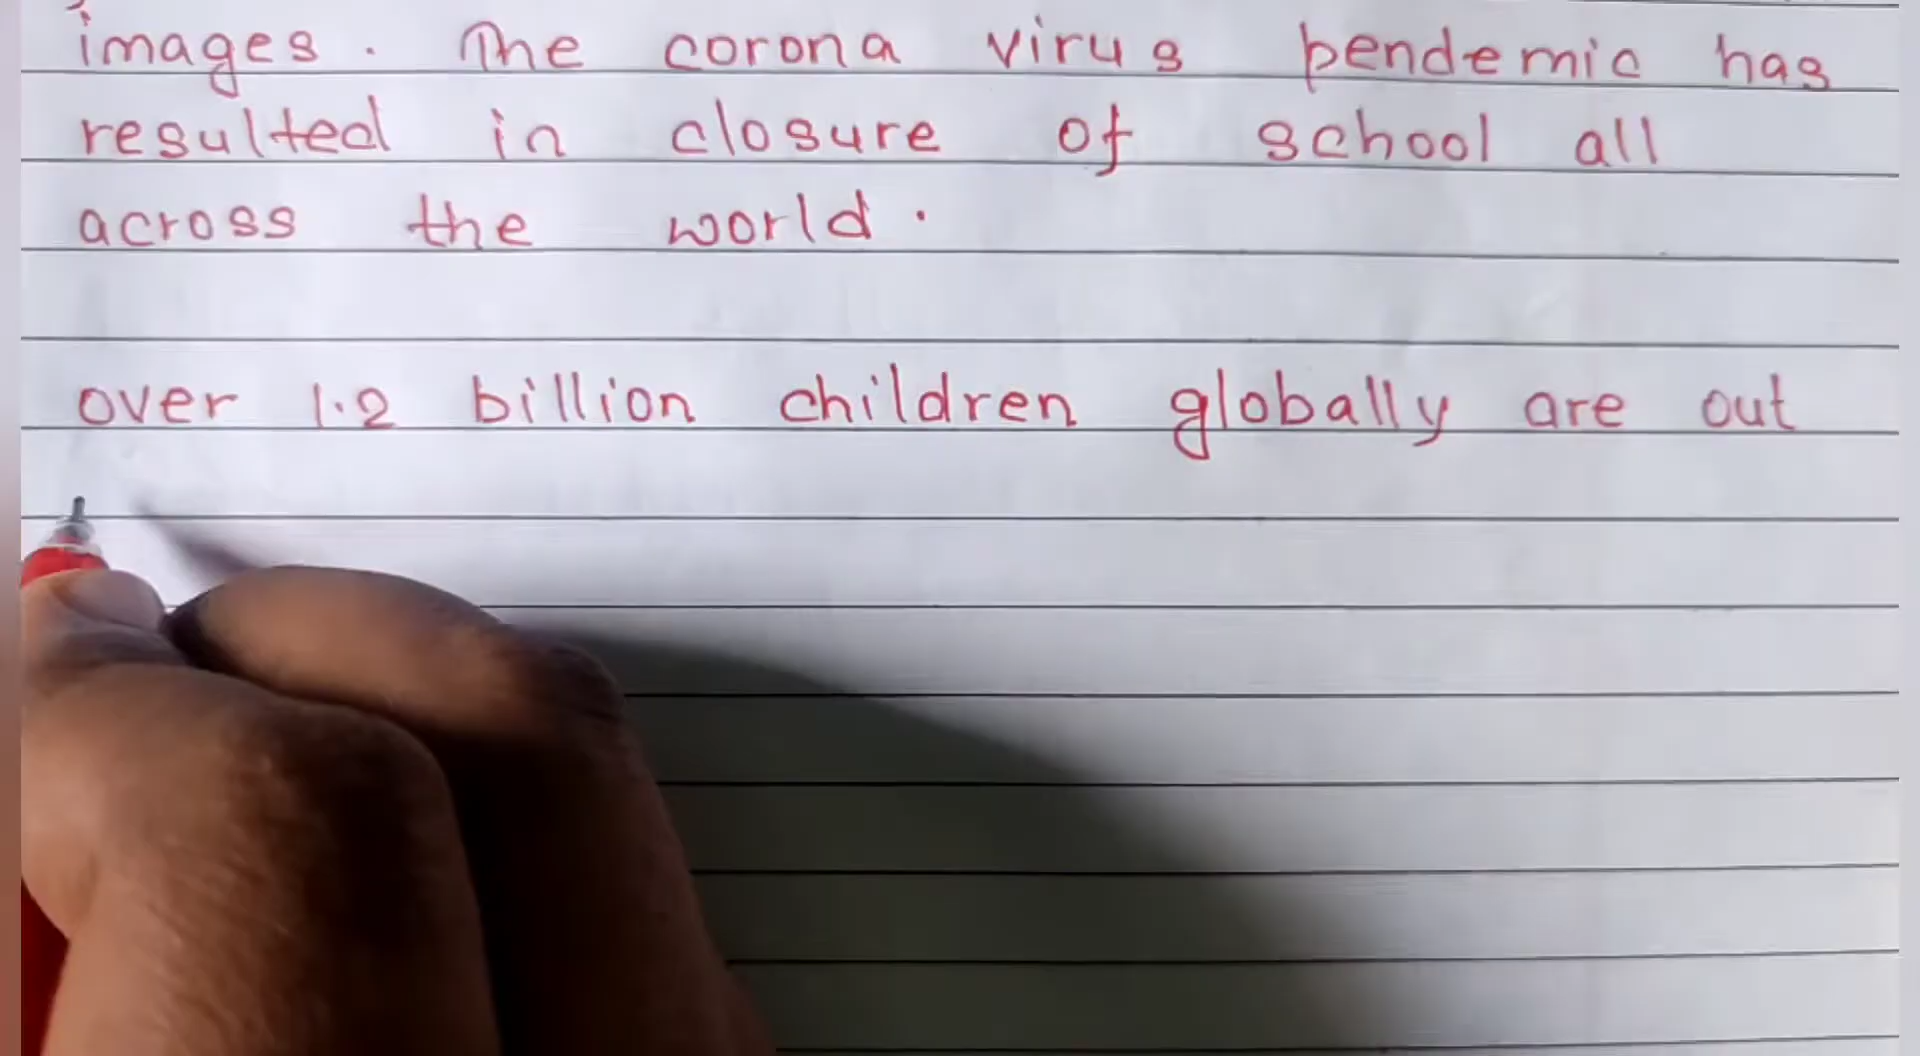 images. The corona virus pendemic has
resulted in closure of school all
across the world.
over 1.2 billion children globally are out